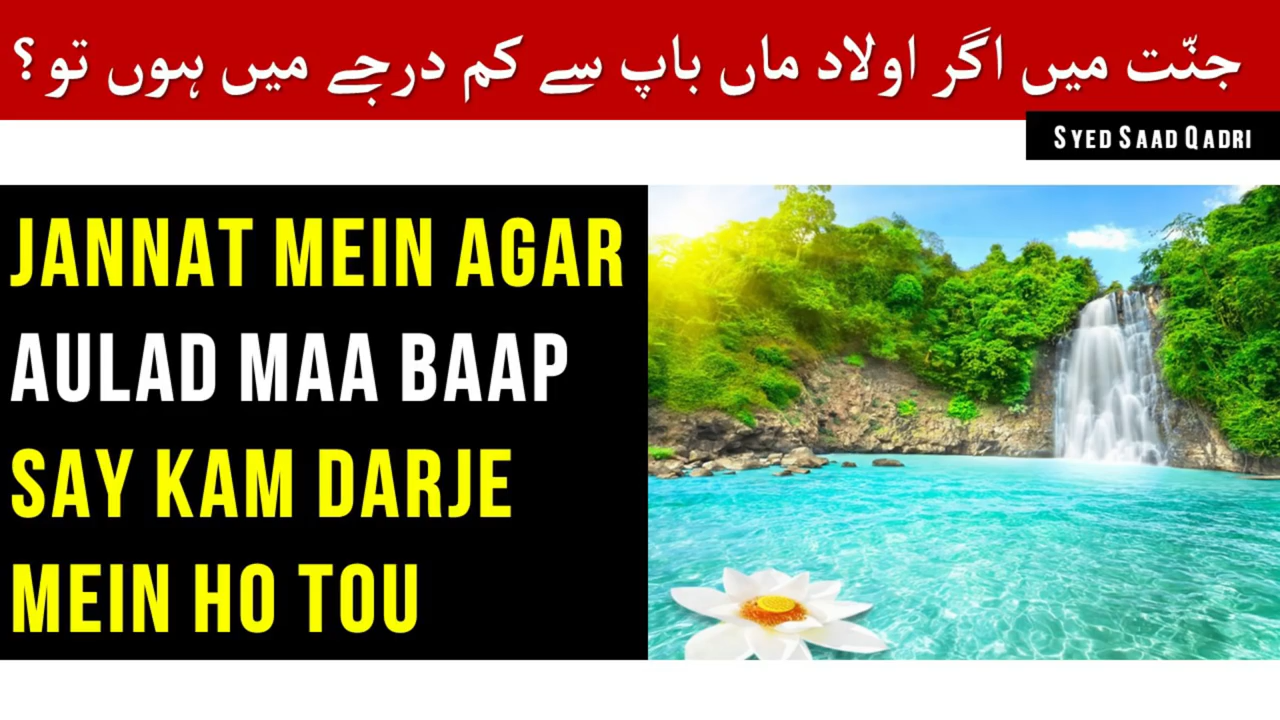 جنّت میں اگر اولاد ماں باپ سے کم درجے میں ہوں تو؟
SYED SAAD QADRI
JANNAT MEIN AGAR
AULAD MAA BAAP
SAY KAM DARJE
MEIN HO TOU